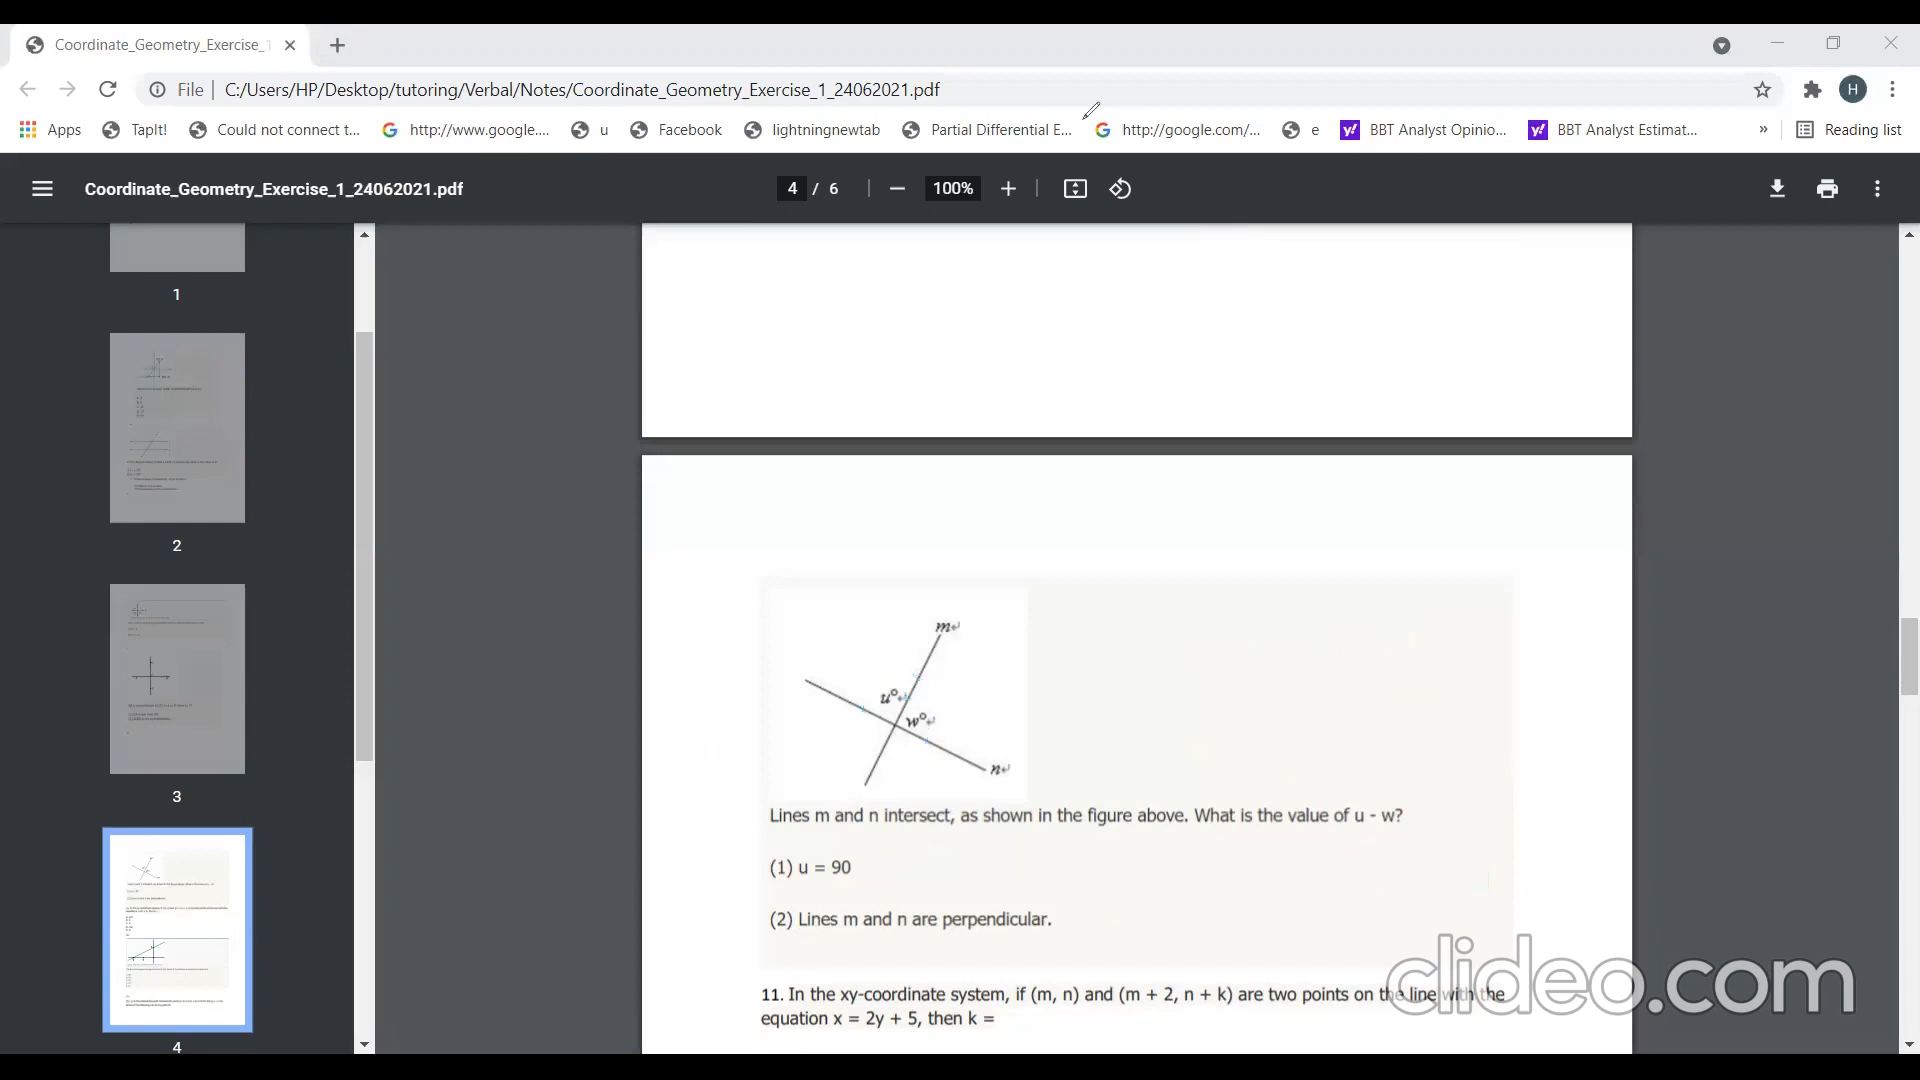 Coordinate_Geometry_Exercise_1
File
C:/Users/HP/Desktop/tutoring/Verbal/Notes/Coordinate_Geometry_Exercise_1_24062021.pdf
H
Apps
TapIt!
Could not connect t...
http://www.google....
u
Facebook
lightningnewtab
Partial Differential E...
http://google.com/...
e
BBT Analyst Opinio...
BBT Analyst Estimat...
»
Reading list
Coordinate_Geometry_Exercise_1_24062021.pdf
4 / 6
100%
1
2
3
4
m
u°
w°
n
Lines m and n intersect, as shown in the figure above. What is the value of u - w?
(1) u = 90
(2) Lines m and n are perpendicular.
11. In the xy-coordinate system, if (m, n) and (m + 2, n + k) are two points on the line with the
equation x = 2y + 5, then k =
clideo.com